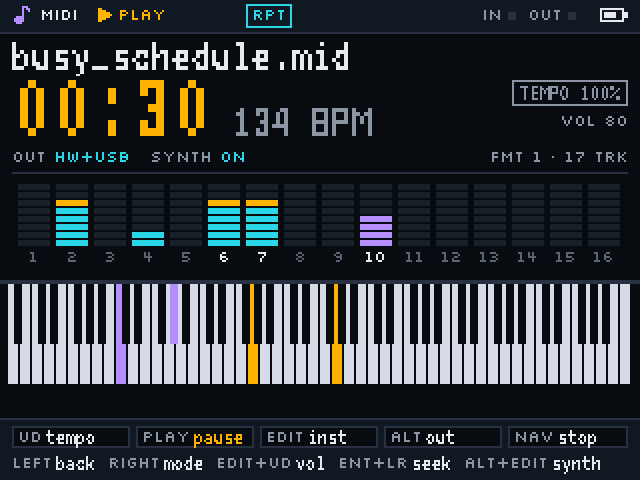 MIDI PLAY RPT IN OUT
busy_schedule.mid
00:30 134 BPM TEMPO 100%
VOL 80
OUT HW+USB SYNTH ON FMT 1 · 17 TRK
1 2 3 4 5 6 7 8 9 10 11 12 13 14 15 16
UD tempo PLAY pause EDIT inst ALT out NAV stop
LEFT back RIGHT mode EDIT+UD vol ENT+LR seek ALT+EDIT synth